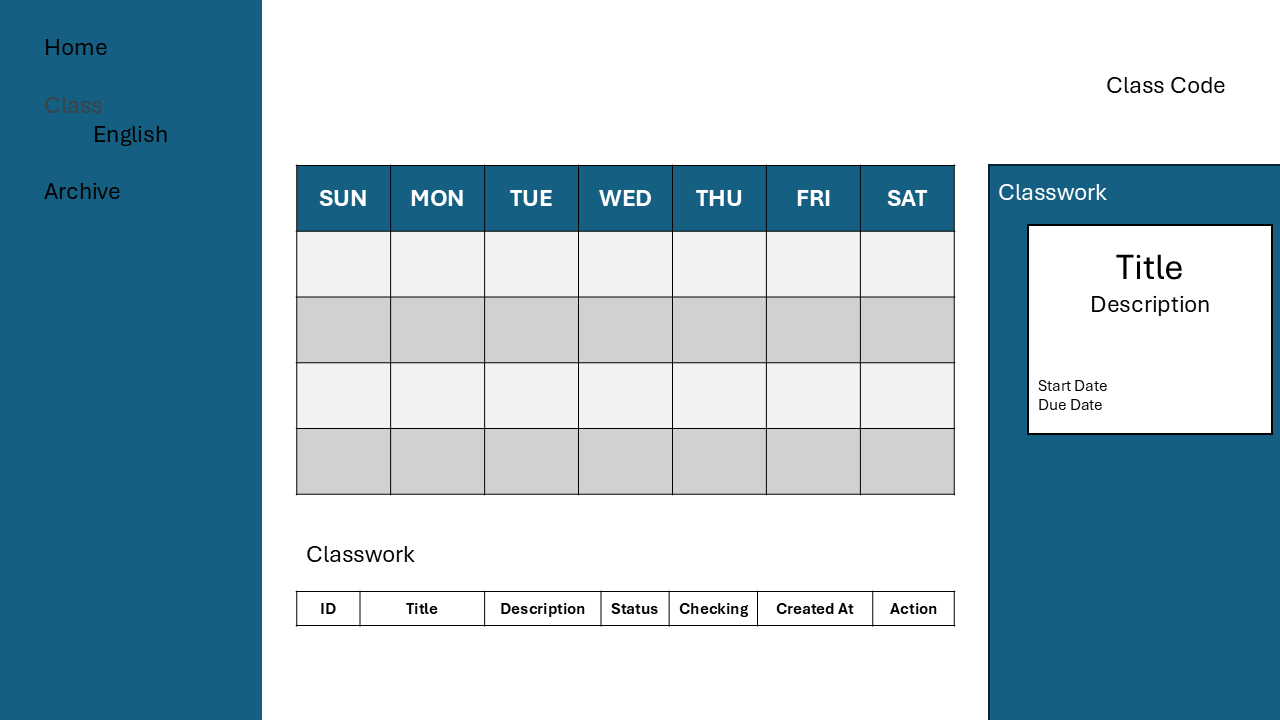 Home
Class
English
Archive
Class Code
SUN MON TUE WED THU FRI SAT
Classwork
ID Title Description Status Checking Created At Action
Classwork
Title
Description
Start Date
Due Date